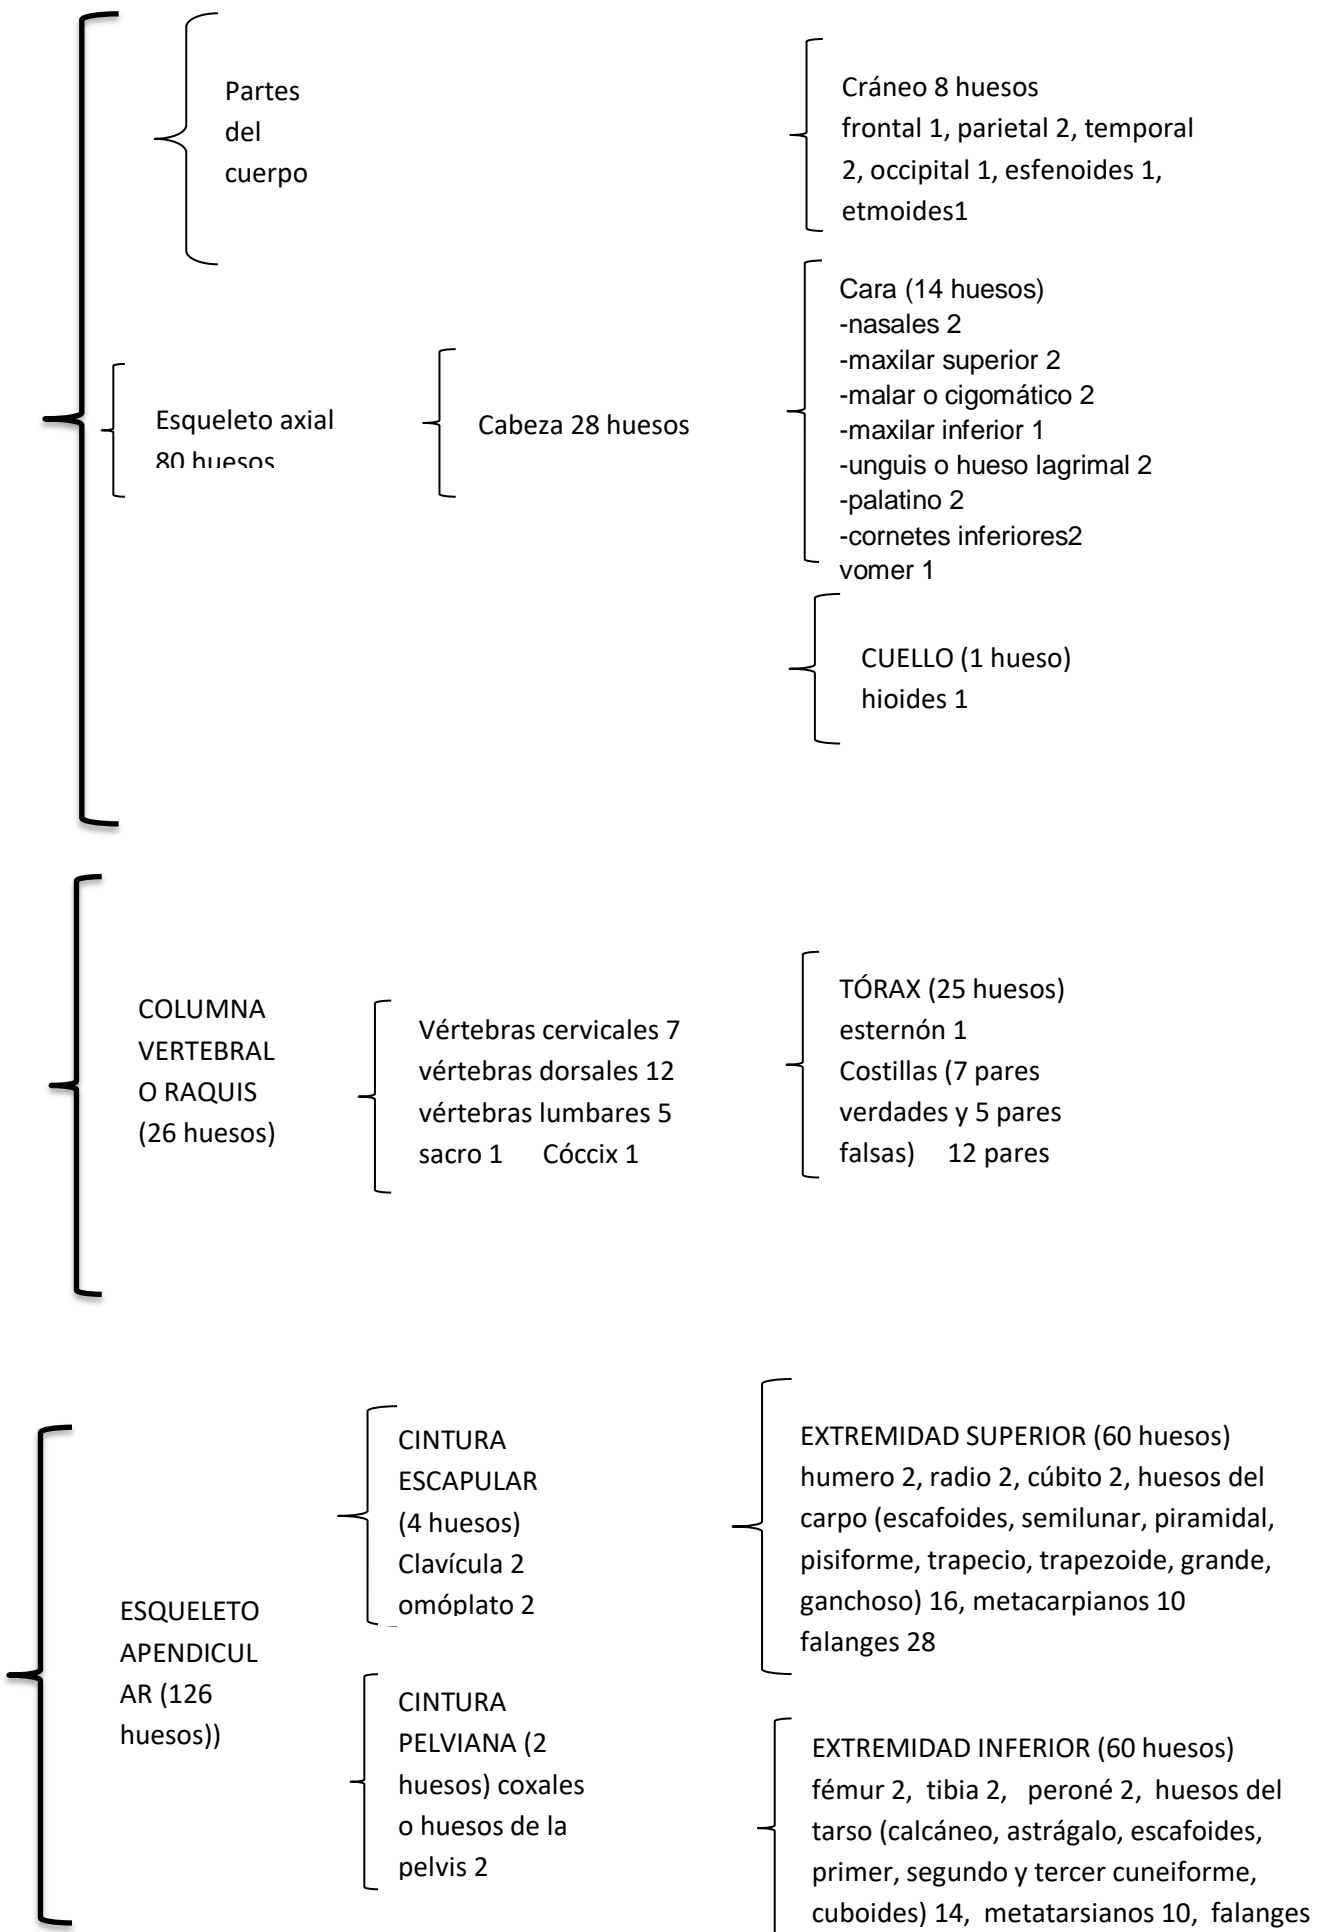 Partes
del
cuerpo
Cráneo 8 huesos
frontal 1, parietal 2, temporal
2, occipital 1, esfenoides 1,
etmoides1
Esqueleto axial
80 huesos
Cabeza 28 huesos
Cara (14 huesos)
-nasales 2
-maxilar superior 2
-malar o cigomático 2
-maxilar inferior 1
-unguis o hueso lagrimal 2
-palatino 2
-cornetes inferiores2
vomer 1
CUELLO (1 hueso)
hioides 1
COLUMNA
VERTEBRAL
O RAQUIS
(26 huesos)
Vértebras cervicales 7
vértebras dorsales 12
vértebras lumbares 5
sacro 1 Cóccix 1
TÓRAX (25 huesos)
esternón 1
Costillas (7 pares
verdades y 5 pares
falsas) 12 pares
ESQUELETO
APENDICUL
AR (126
huesos))
CINTURA
ESCAPULAR
(4 huesos)
Clavícula 2
omóplato 2
EXTREMIDAD SUPERIOR (60 huesos)
humero 2, radio 2, cúbito 2, huesos del
carpo (escafoides, semilunar, piramidal,
pisiforme, trapecio, trapezoide, grande,
ganchoso) 16, metacarpianos 10
falanges 28
CINTURA
PELVIANA (2
huesos) coxales
o huesos de la
pelvis 2
EXTREMIDAD INFERIOR (60 huesos)
fémur 2, tibia 2, peroné 2, huesos del
tarso (calcáneo, astrágalo, escafoides,
primer, segundo y tercer cuneiforme,
cuboides) 14, metatarsianos 10, falanges